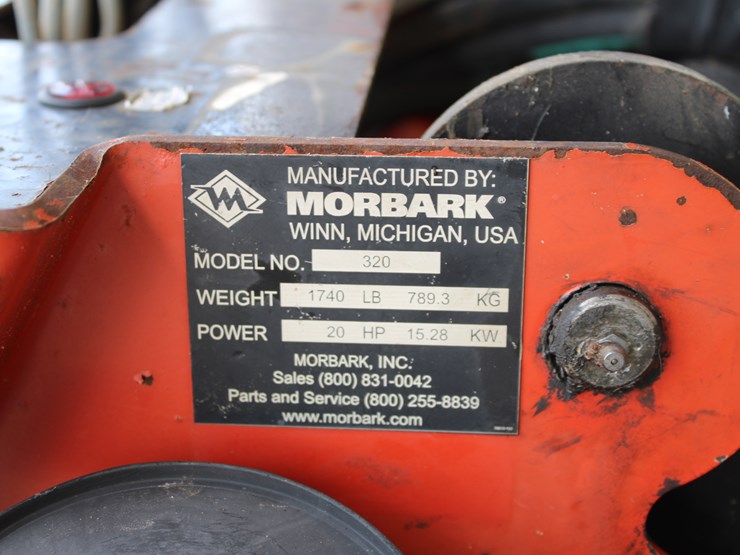 MANUFACTURED BY:
MORBARK®
WINN, MICHIGAN, USA
MODEL NO. 320
WEIGHT 1740 LB 789.3 KG
POWER 20 HP 15.28 KW
MORBARK, INC.
Sales (800) 831-0042
Parts and Service (800) 255-8839
www.morbark.com